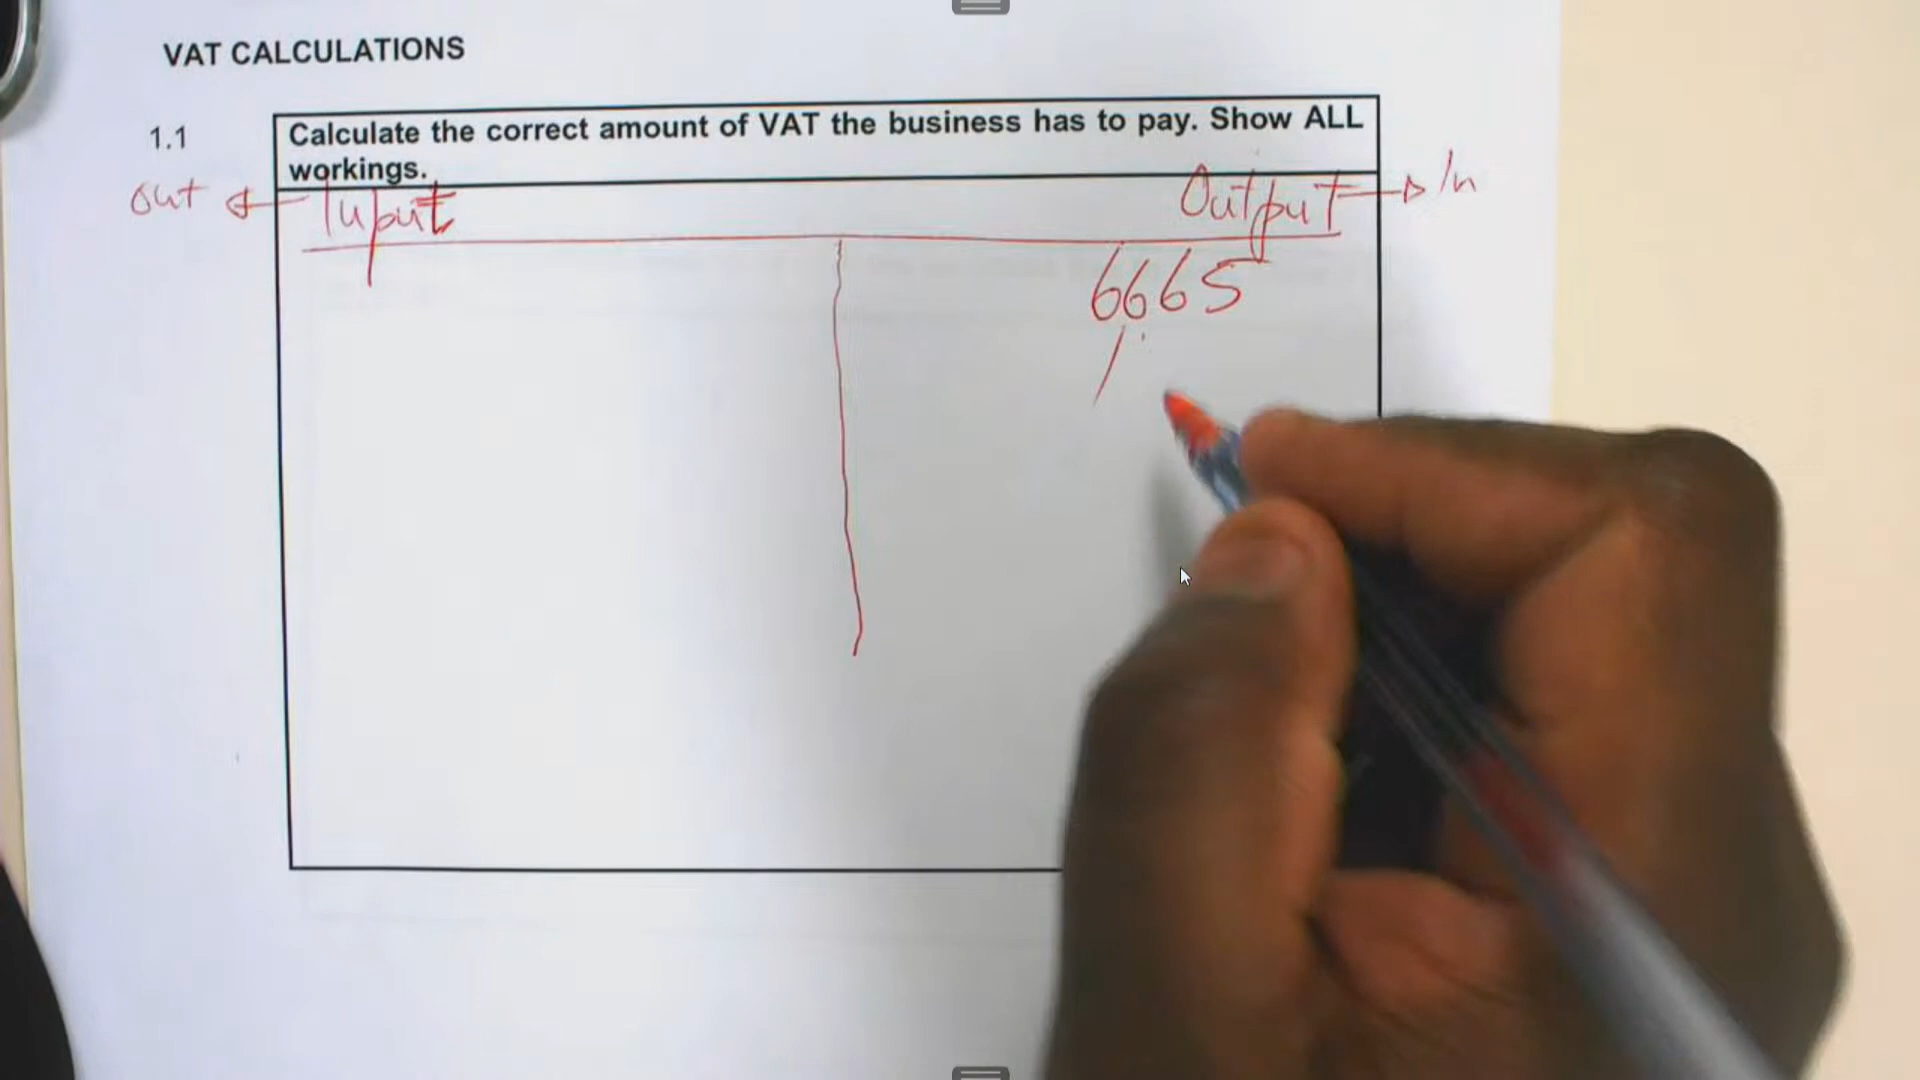 VAT CALCULATIONS
1.1
Calculate the correct amount of VAT the business has to pay. Show ALL
workings.
out
Input
Output
In
6665